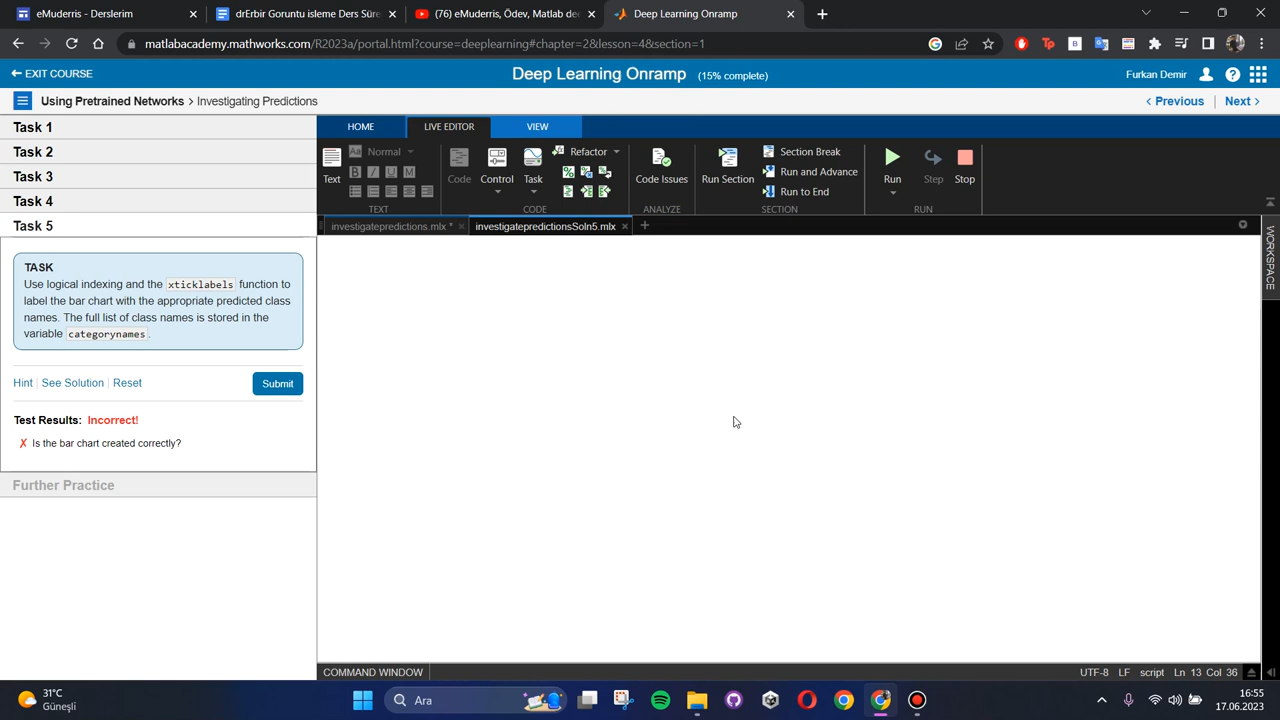 eMuderris - Derslerim
drErbir Goruntu isleme Ders Süre
(76) eMuderris, Ödev, Matlab de
Deep Learning Onramp
matlabacademy.mathworks.com/R2023a/portal.html?course=deeplearning#chapter=2&lesson=4&section=1
EXIT COURSE
Deep Learning Onramp (15% complete)
Furkan Demir
Using Pretrained Networks > Investigating Predictions
Previous
Next
Task 1
Task 2
Task 3
Task 4
Task 5
TASK
Use logical indexing and the xticklabels function to
label the bar chart with the appropriate predicted class
names. The full list of class names is stored in the
variable categorynames.
Hint
See Solution
Reset
Submit
Test Results: Incorrect!
X Is the bar chart created correctly?
Further Practice
HOME
LIVE EDITOR
VIEW
Text
Aa Normal
B I U M
TEXT
Code
Control
Task
Refactor
CODE
Code Issues
ANALYZE
Run Section
Section Break
Run and Advance
Run to End
SECTION
Run
Step
Stop
RUN
investigatepredictions.mlx *
investigatepredictionsSoln5.mlx
WORKSPACE
COMMAND WINDOW
UTF-8
LF
script
Ln 13 Col 36
31°C
Güneşli
Ara
16:55
17.06.2023